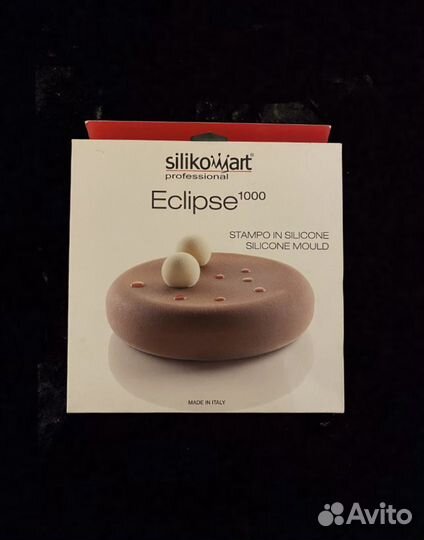 silikomart®
professional
Eclipse1000
STAMPO IN SILICONE
SILICONE MOULD
MADE IN ITALY
Avito